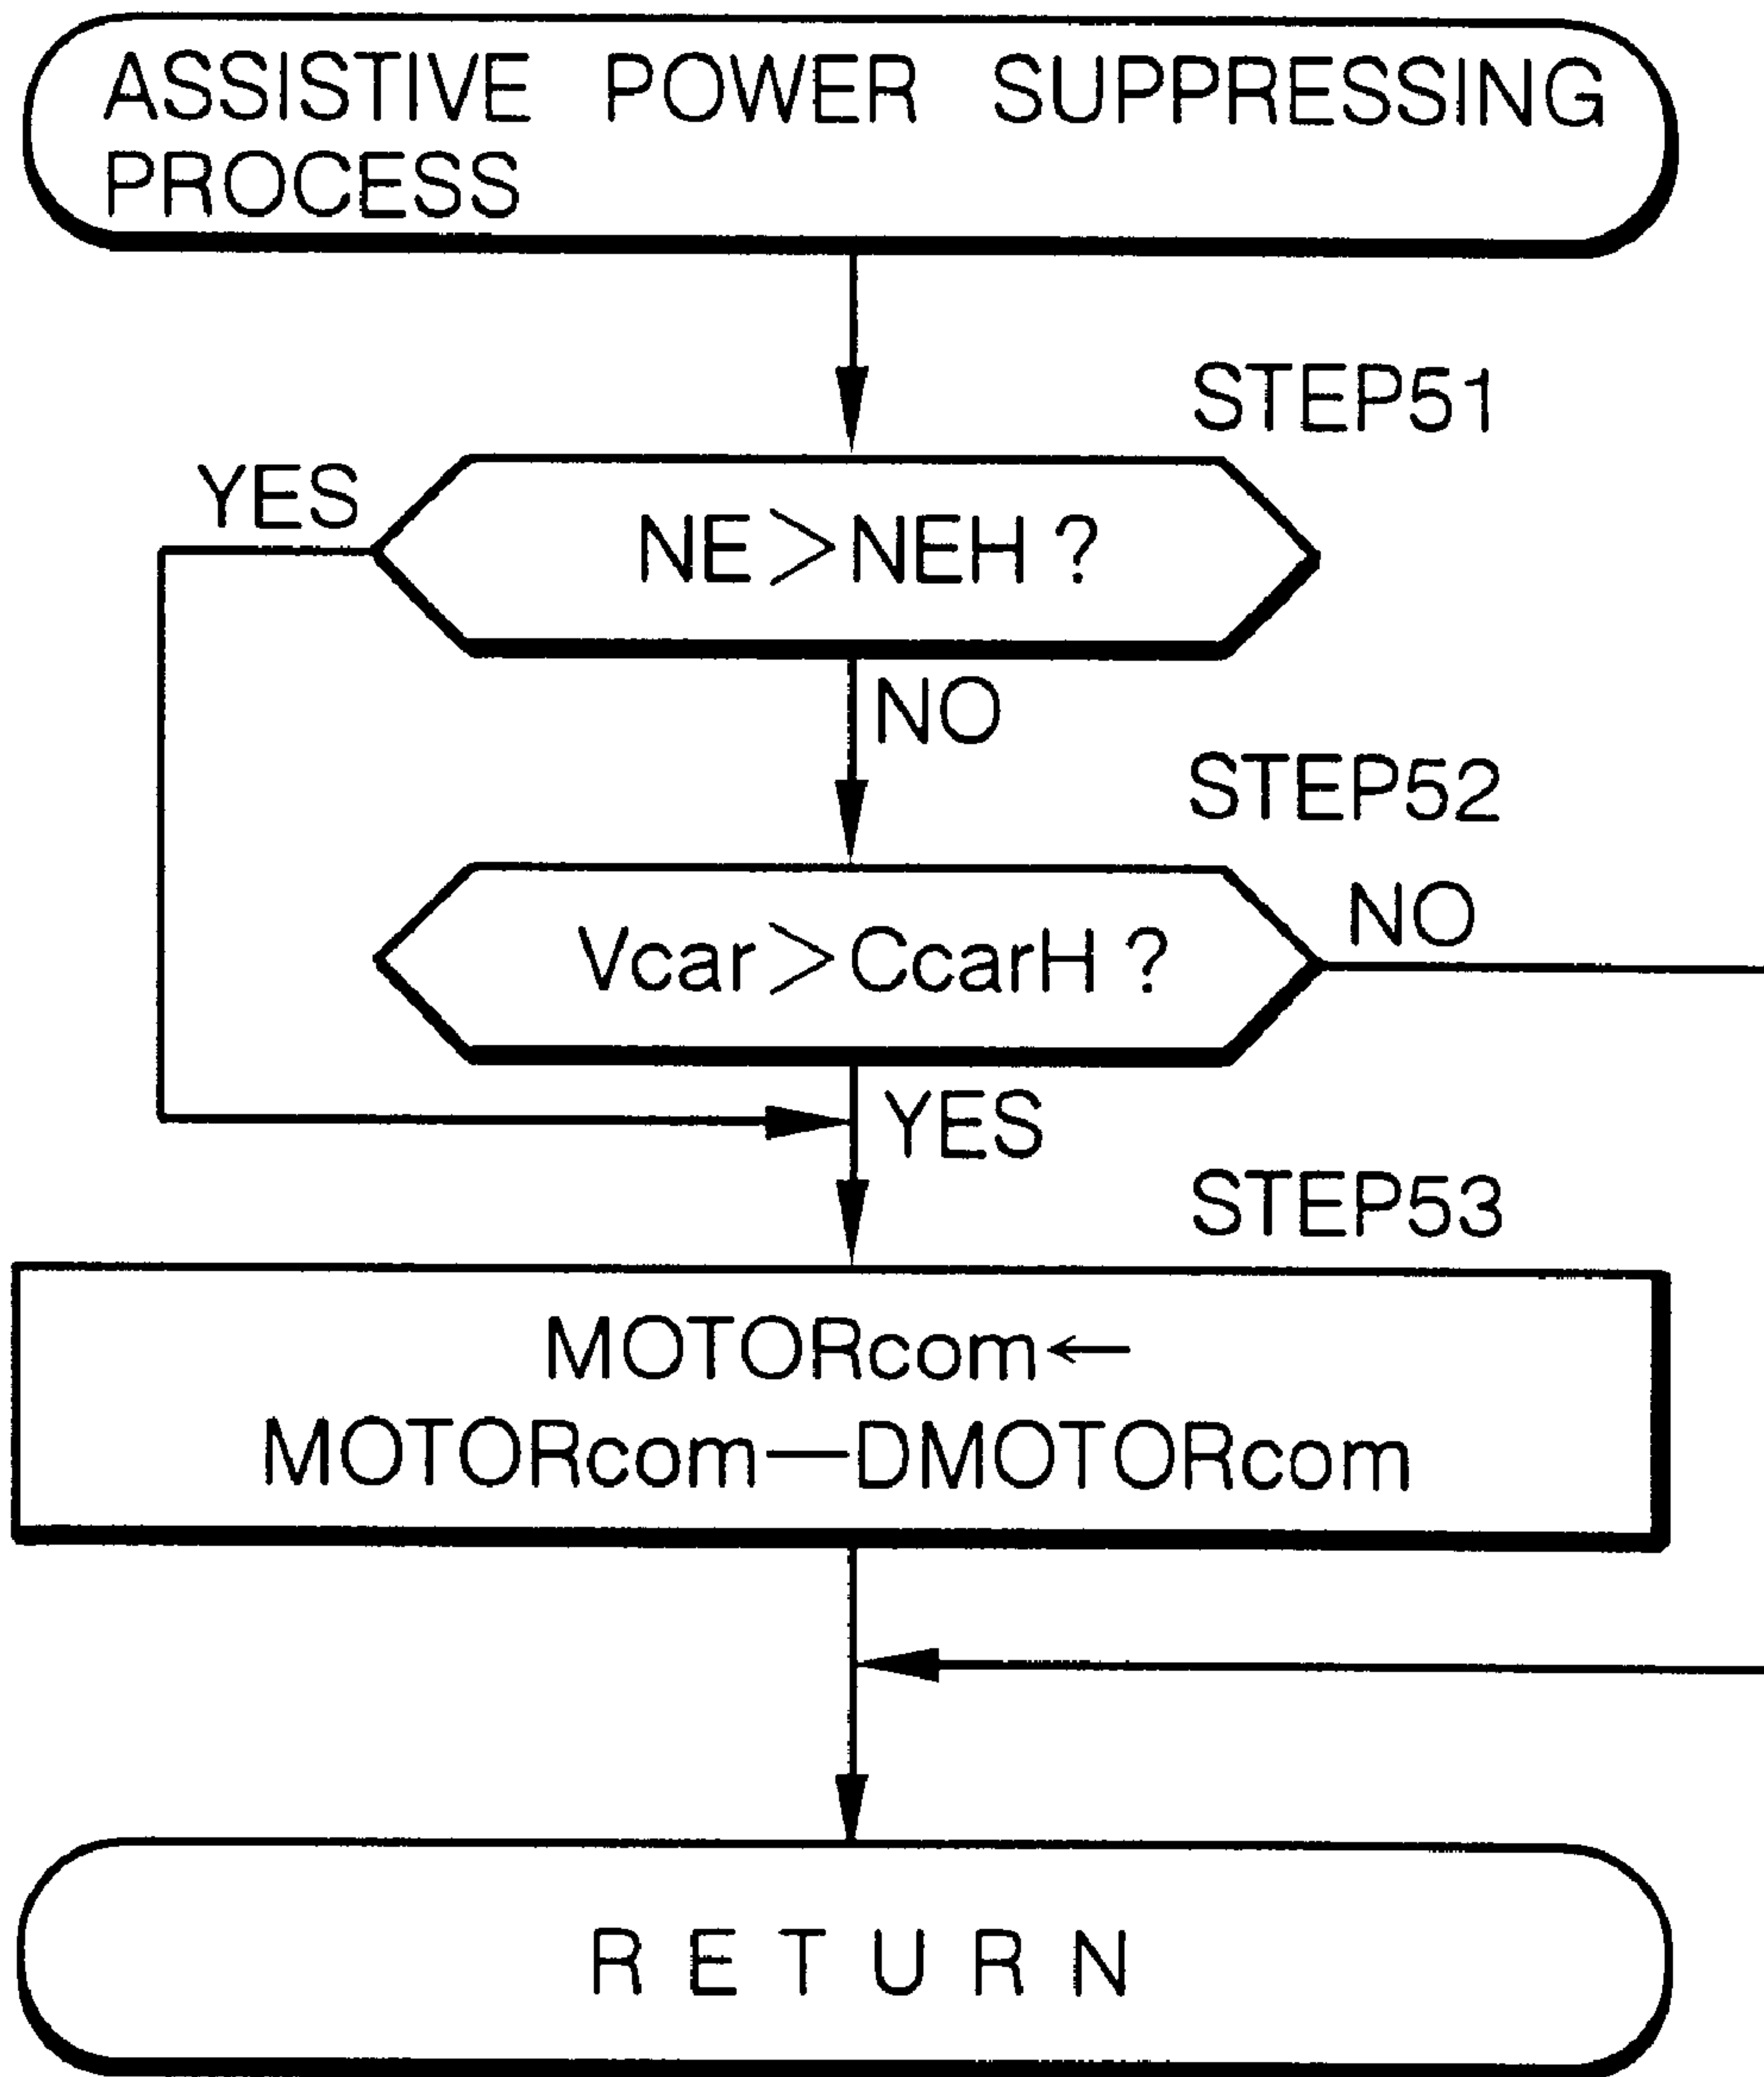 ASSISTIVE POWER SUPPRESSING
PROCESS
STEP51
YES
NE>NEH ?
NO
STEP52
NO
Vcar>CcarH ?
YES
STEP53
MOTORcom←
MOTORcom—DMOTORcom
RETURN